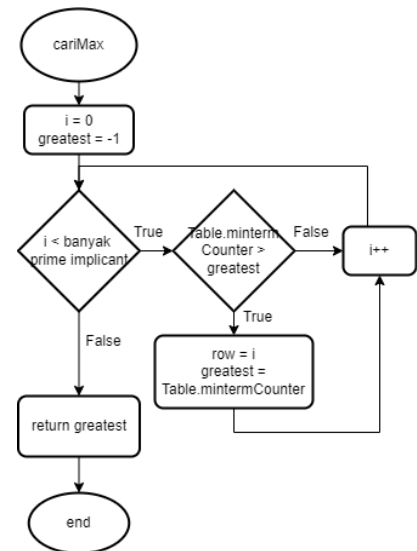 cariMax
i = 0
greatest = -1
i < banyak
prime implicant
True
Table.minterm
Counter >
greatest
False
i++
True
row = i
greatest =
Table.mintermCounter
False
return greatest
end